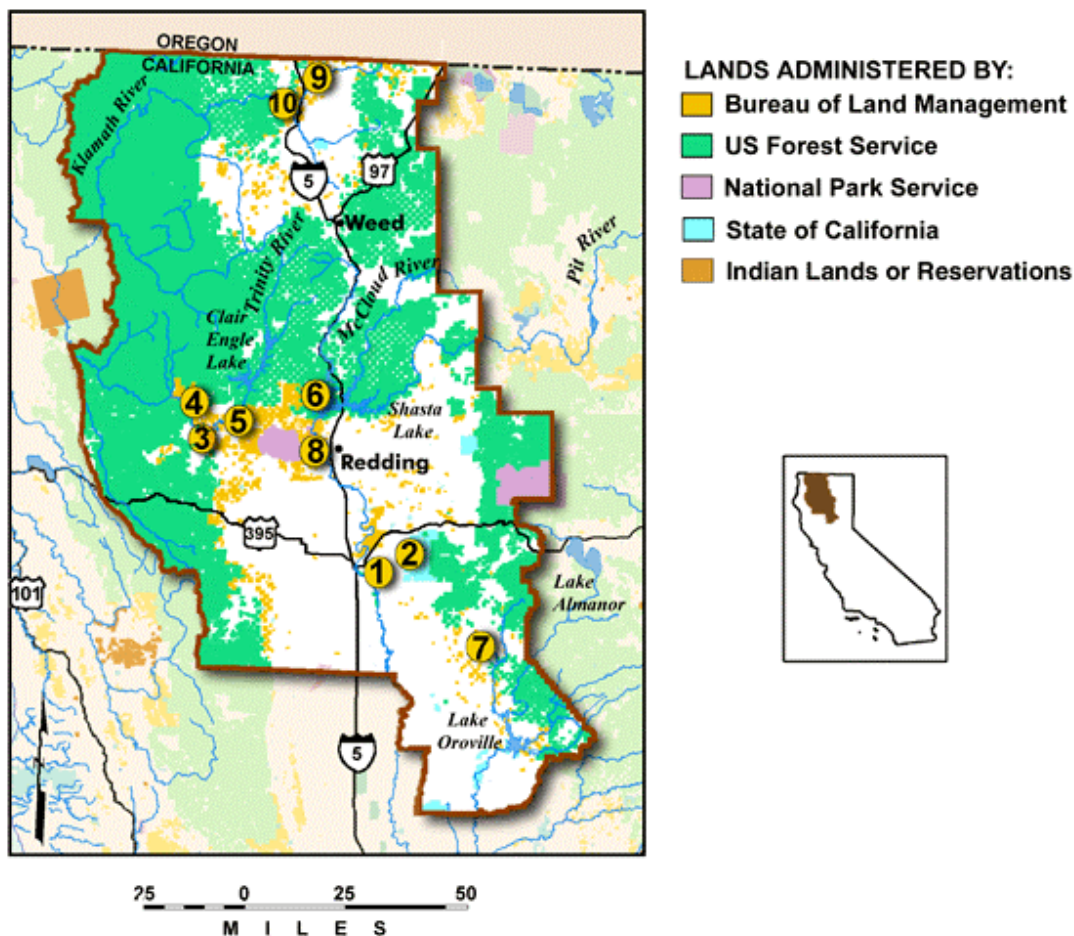 OREGON
CALIFORNIA
9
10
Klamath River
5
97
Weed
Trinity River
McCloud River
Pit River
Clair
Engle
Lake
4
6
5
3
Shasta
Lake
8
Redding
395
2
1
101
Lake
Almanor
7
Lake
Oroville
5
N
25 0 25 50
M I L E S
LANDS ADMINISTERED BY:
Bureau of Land Management
US Forest Service
National Park Service
State of California
Indian Lands or Reservations